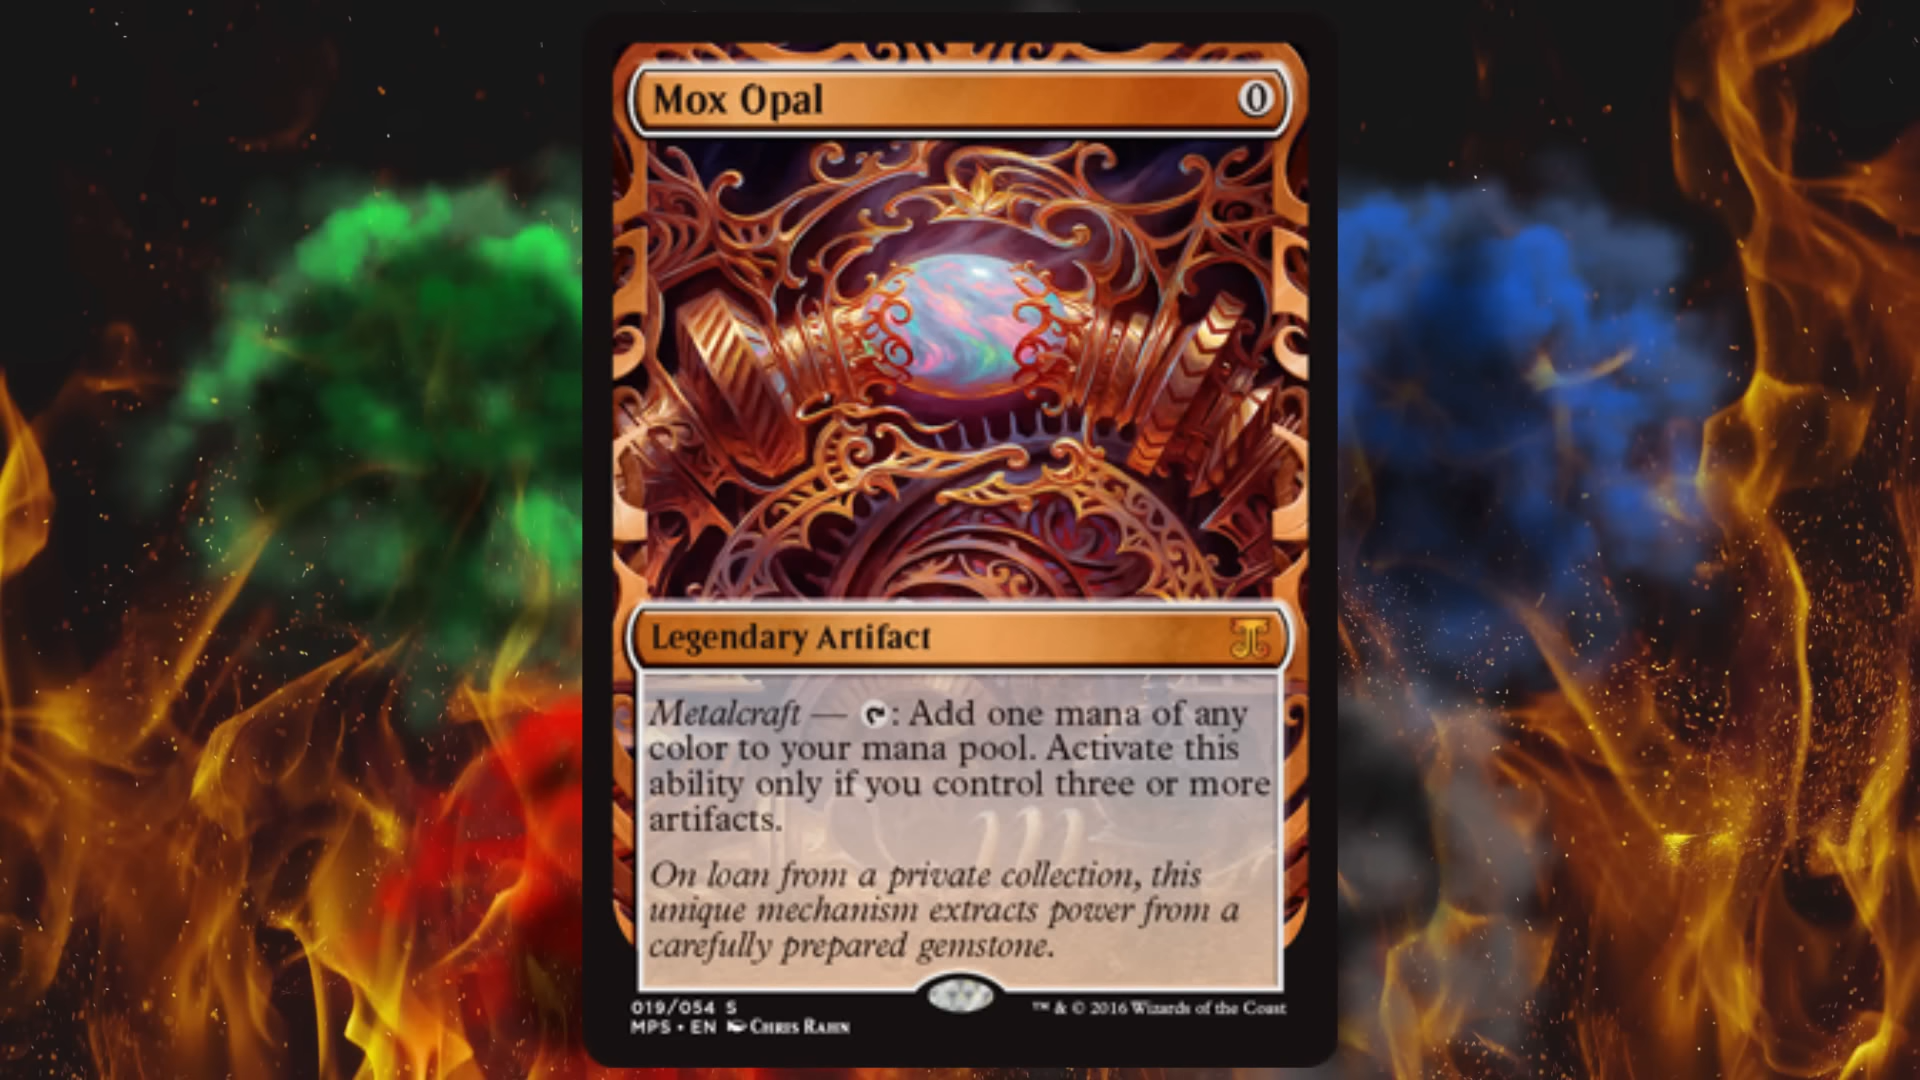 Mox Opal 0
Legendary Artifact
Metalcraft — : Add one mana of any
color to your mana pool. Activate this
ability only if you control three or more
artifacts.
On loan from a private collection, this
unique mechanism extracts power from a
carefully prepared gemstone.
019/054 S
™ & © 2016 Wizards of the Coast
MPS • EN Chris Rahn